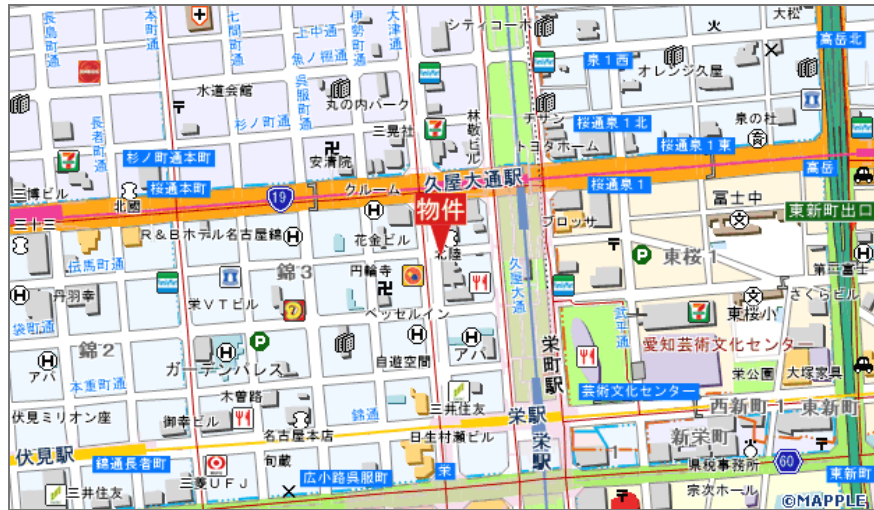 長島町通
本町通
七間町通
上中通
伊勢町通
大津通
シティコーポ
大松
高岳北
魚ノ棚通
呉服町通
泉1西
オレンジ久屋
水道会館
丸の内パーク
林敬ビル
チサン
桜通泉1北
泉の杜
長者町通
杉ノ町通
三晃社
安清院
トヨタホーム
桜通泉1東
杉ノ町通本町
高岳
三博ビル
桜通本町
19
クルーム
久屋大通駅
桜通泉1
北國
物件
富士中
三十三
R&Bホテル名古屋錦
花金ビル
北陸
ブロッサ
東新町出口
伝馬町通
錦3
円輪寺
久屋大通
東桜1
第二富士
丹羽幸
さくらビル
栄VTビル
ベッセルイン
武平通
東桜小
袋町通
愛知芸術文化センター
錦2
アパ
ガーデンパレス
自遊空間
アパ
栄町駅
栄公園
大塚家具
本重町通
木曽路
芸術文化センター
伏見ミリオン座
御幸ビル
錦通
三井住友
栄駅
西新町1
東新町
名古屋本店
日生村瀬ビル
栄駅
新栄町
伏見駅
錦通長者町
旬蔵
広小路呉服町
栄
1
県税事務所
60
東新町
三井住友
三菱UFJ
宗次ホール
©MAPPLE